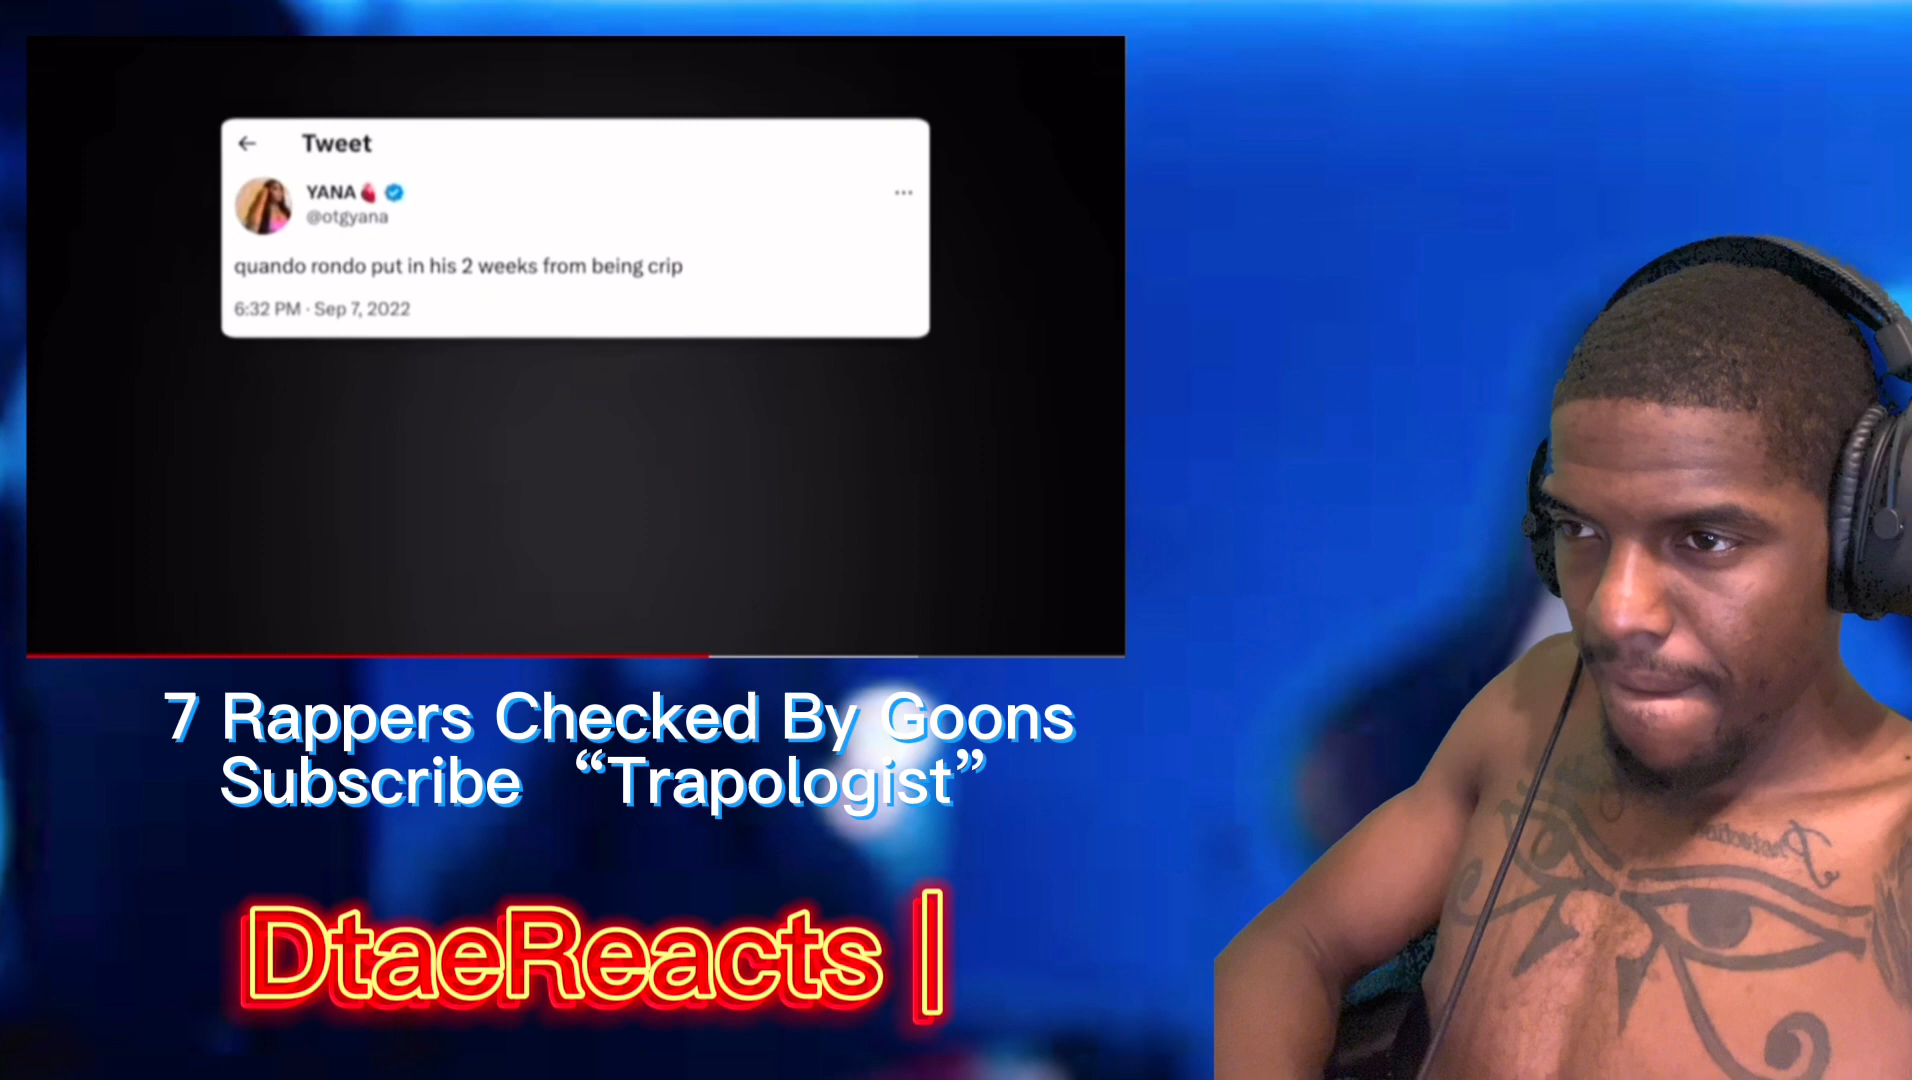 Tweet
YANA
@otgyana
quando rondo put in his 2 weeks from being crip
6:32 PM · Sep 7, 2022
7 Rappers Checked By Goons
Subscribe “Trapologist”
DtaeReacts |
Protection